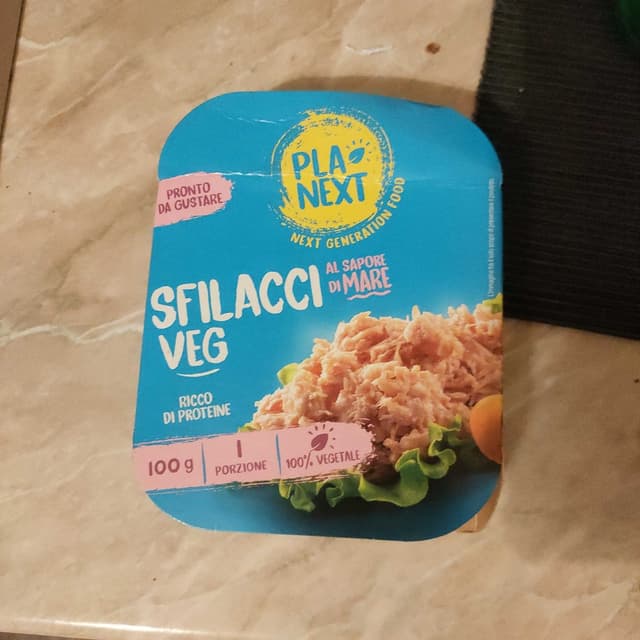 PLA
NEXT
NEXT GENERATION FOOD
PRONTO
DA GUSTARE
SFILACCI
VEG
AL SAPORE
DI MARE
RICCO
DI PROTEINE
100 g
1
PORZIONE
100% VEGETALE